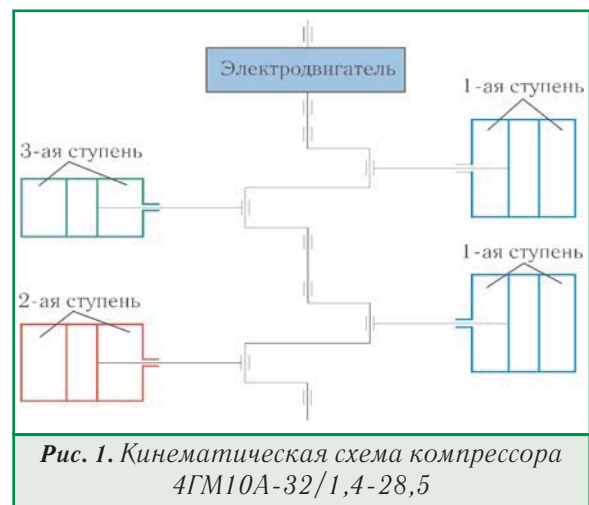 Электродвигатель
1-ая ступень
3-ая ступень
1-ая ступень
2-ая ступень
Рис. 1. Кинематическая схема компрессора
4ГМ10А-32/1,4-28,5